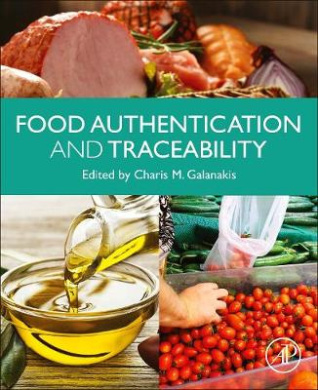 FOOD AUTHENTICATION
AND TRACEABILITY
Edited by Charis M. Galanakis